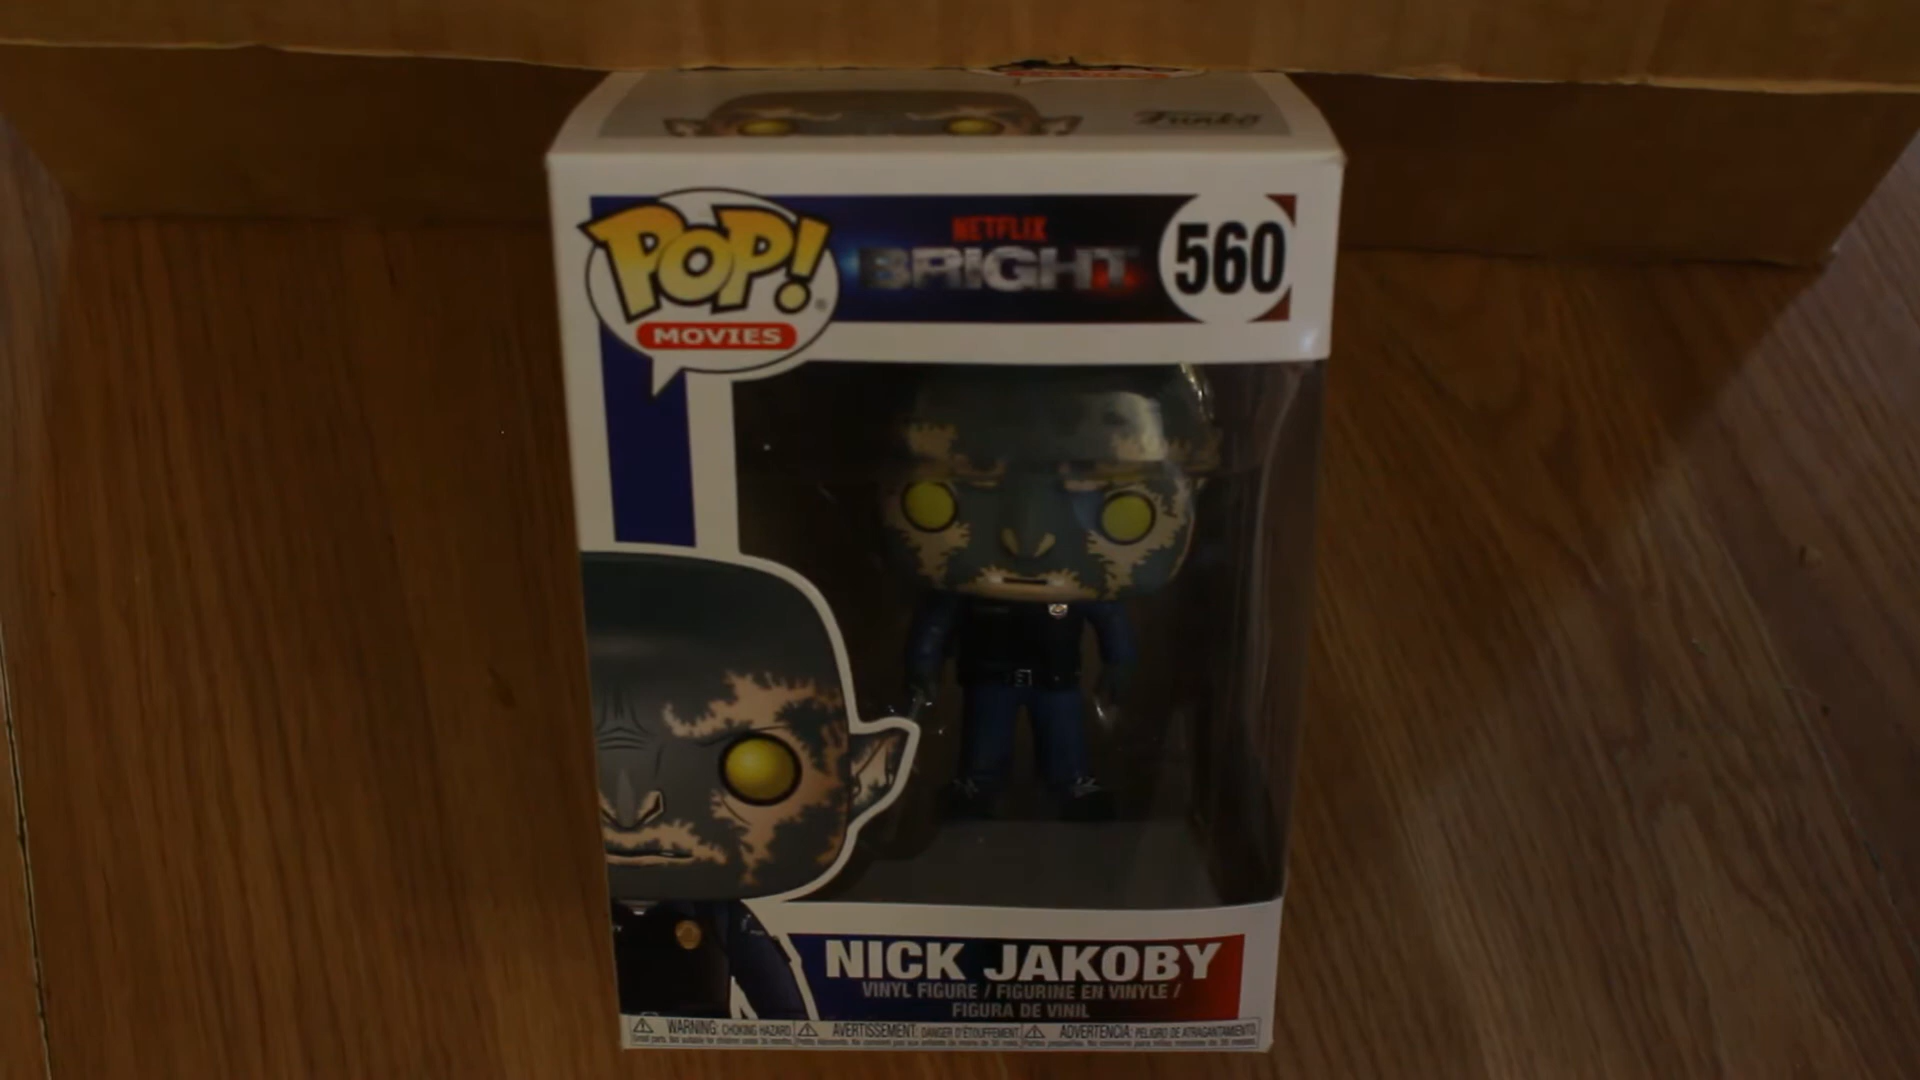 Funko
POP!
MOVIES
NETFLIX
BRIGHT
560
NICK JAKOBY
VINYL FIGURE / FIGURINE EN VINYLE /
FIGURA DE VINIL
WARNING: CHOKING HAZARD
AVERTISSEMENT: DANGER D'ÉTOUFFEMENT.
ADVERTENCIA: PELIGRO DE ATRAGANTAMIENTO.